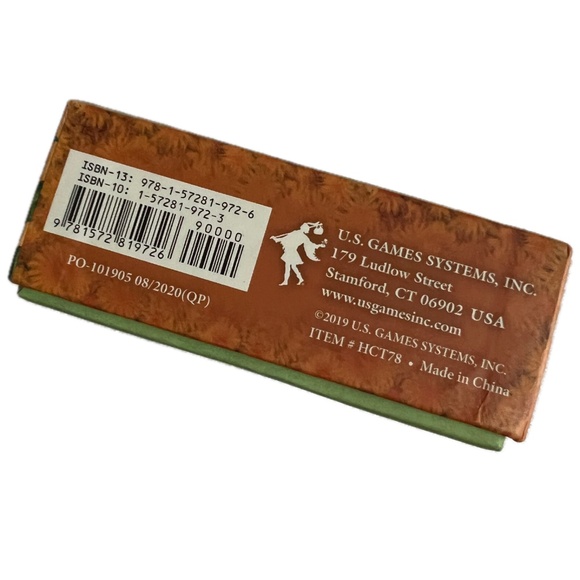 ISBN-13: 978-1-57281-972-6
ISBN-10: 1-57281-972-3
90000
9 781572 819726
PO-101905 08/2020(QP)
U.S. GAMES SYSTEMS, INC.
179 Ludlow Street
Stamford, CT 06902 USA
www.usgamesinc.com
©2019 U.S. GAMES SYSTEMS, INC.
ITEM # HCT78 • Made in China